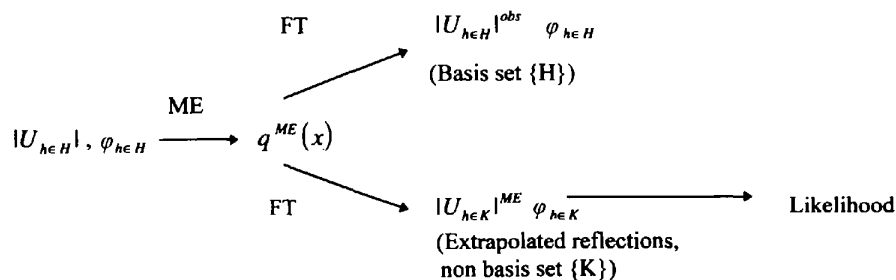 FT
|U_{h∈H}|^{obs} φ_{h∈H}
(Basis set {H})
ME
|U_{h∈H}| , φ_{h∈H}
q^{ME}(x)
FT
|U_{h∈K}|^{ME} φ_{h∈K}
Likelihood
(Extrapolated reflections,
non basis set {K})